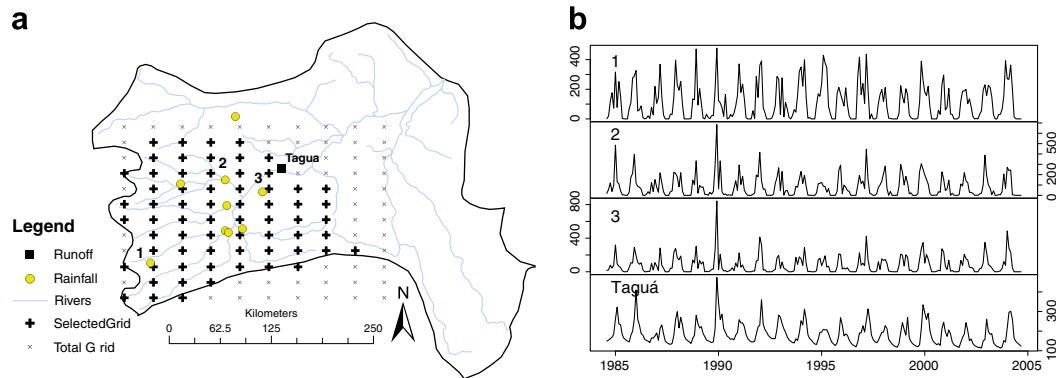 a
2
Tagua
3
1
Legend
Runoff
Rainfall
Rivers
SelectedGrid
Total G rid
Kilometers
0 62.5 125 250
N
b
1
0 200 400
2
0 200 500
3
0 400 800
Taguá
100 300
1985 1990 1995 2000 2005